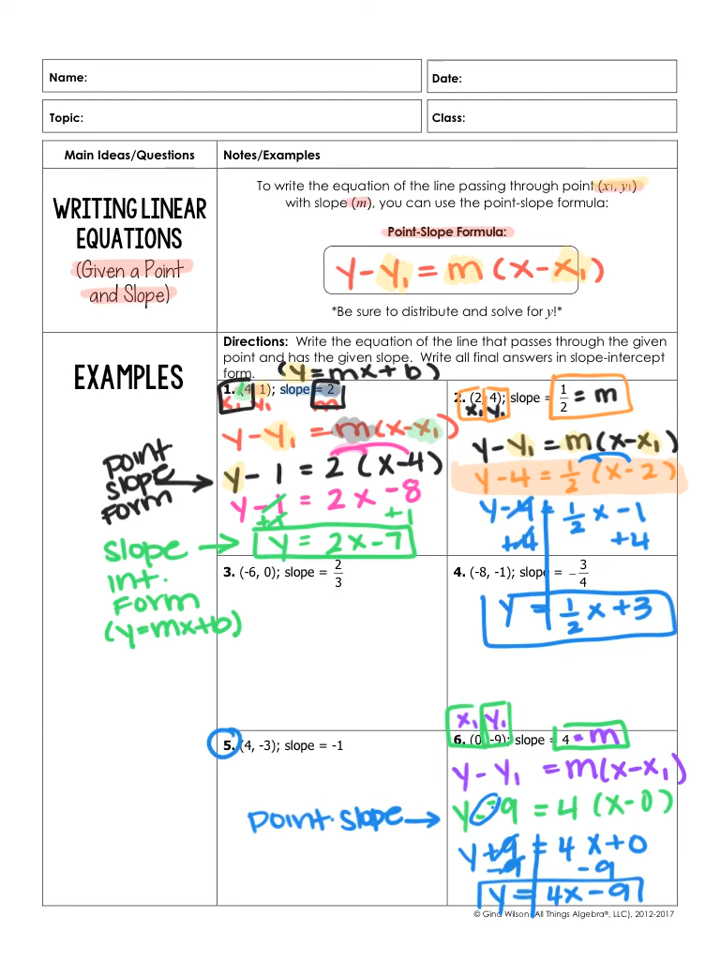 Name:
Date:
Topic:
Class:
Main Ideas/Questions
Notes/Examples
WRITING LINEAR
EQUATIONS
(Given a Point
and Slope)
To write the equation of the line passing through point (x₁, y₁)
with slope (m), you can use the point-slope formula:
Point-Slope Formula:
y - y₁ = m (x - x₁)
*Be sure to distribute and solve for y!*
EXAMPLES
Directions: Write the equation of the line that passes through the given
point and has the given slope. Write all final answers in slope-intercept
form.
(y = mx + b)
1. (4, 1); slope = 2
x₁ y₁ m
y - y₁ = m(x - x₁)
point
slope
form →
y - 1 = 2 (x - 4)
y - 1 = 2x - 8
+1 +1
slope →
int.
form
(y=mx+b)
y = 2x - 7
2. (2, 4); slope = 1/2 = m
x₁ y₁
y - y₁ = m(x - x₁)
y - 4 = 1/2 (x - 2)
y - 4 = 1/2 x - 1
+4 +4
y = 1/2 x + 3
3. (-6, 0); slope = 2/3
4. (-8, -1); slope = -3/4
5. (4, -3); slope = -1
point-slope →
x₁ y₁
6. (0, -9); slope = 4 = m
y - y₁ = m(x - x₁)
y - -9 = 4 (x - 0)
y + 9 = 4x + 0
-9 -9
y = 4x - 9
© Gina Wilson (All Things Algebra®, LLC), 2012-2017